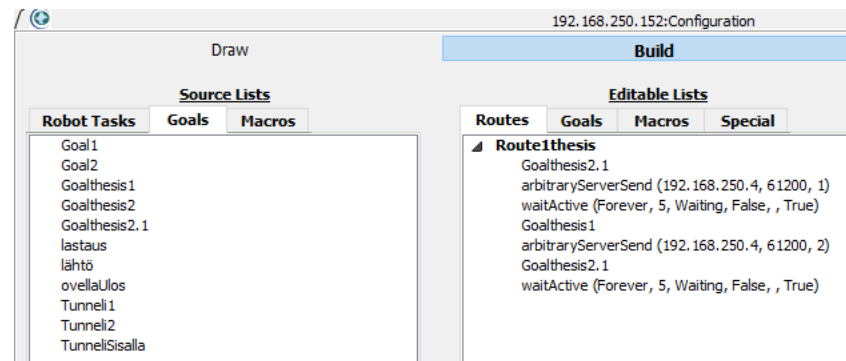 192.168.250.152:Configuration
Draw
Build
Source Lists
Editable Lists
Robot Tasks Goals Macros
Routes Goals Macros Special
Goal1
Goal2
Goalthesis1
Goalthesis2
Goalthesis2.1
lastaus
lähtö
ovellaUlos
Tunneli1
Tunneli2
TunneliSisalla
Route1thesis
Goalthesis2.1
arbitraryServerSend (192.168.250.4, 61200, 1)
waitActive (Forever, 5, Waiting, False, , True)
Goalthesis1
arbitraryServerSend (192.168.250.4, 61200, 2)
Goalthesis2.1
waitActive (Forever, 5, Waiting, False, , True)